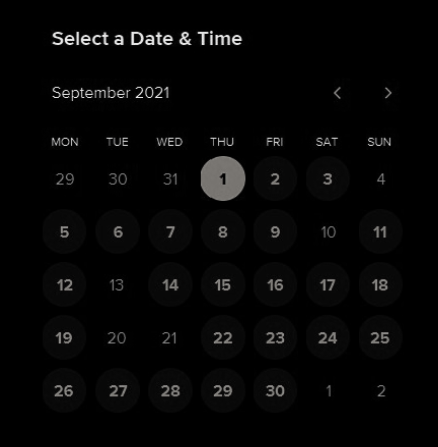 Select a Date & Time
September 2021
MON TUE WED THU FRI SAT SUN
29 30 31 1 2 3 4
5 6 7 8 9 10 11
12 13 14 15 16 17 18
19 20 21 22 23 24 25
26 27 28 29 30 1 2